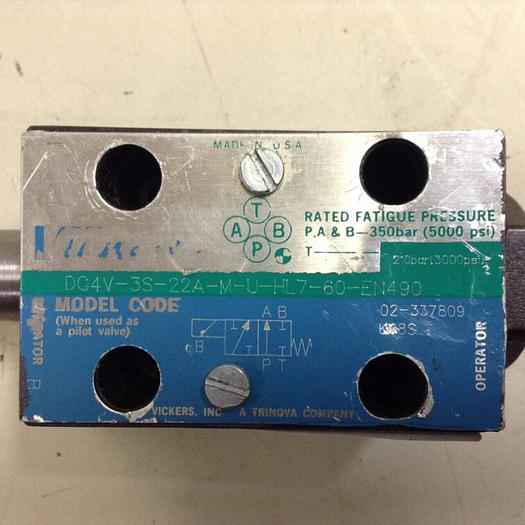 MADE IN USA
T
A B
P
RATED FATIGUE PRESSURE
P,A & B-350bar (5000 psi)
T 210bar(3000psi)
DG4V-3S-22A-M-U-HL7-60-EN490
MODEL CODE
(When used as
a pilot valve)
02-337809
A B
B
P T
OPERATOR
B
VICKERS, INC A TRINOVA COMPANY